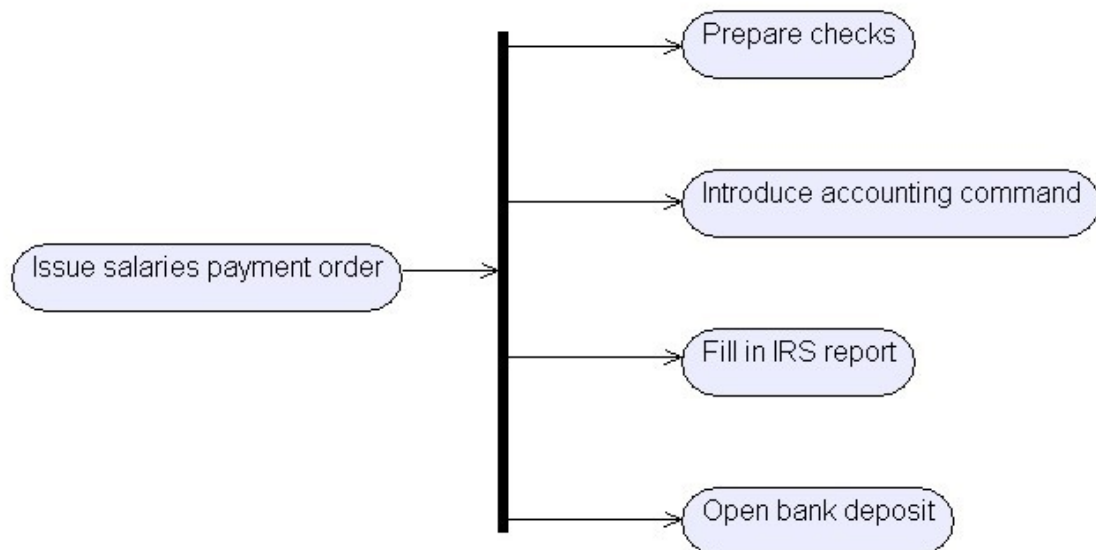 Prepare checks
Introduce accounting command
Issue salaries payment order
Fill in IRS report
Open bank deposit